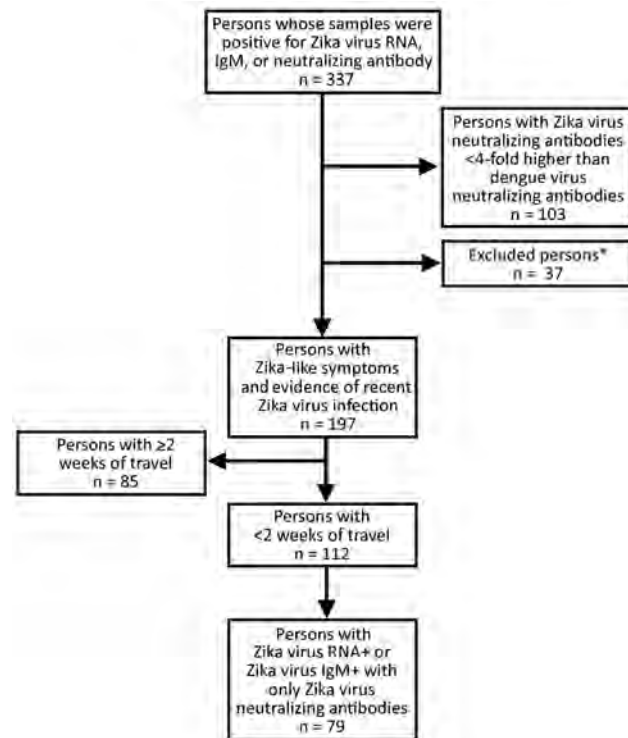 Persons whose samples were
positive for Zika virus RNA,
IgM, or neutralizing antibody
n = 337
Persons with Zika virus
neutralizing antibodies
<4-fold higher than
dengue virus
neutralizing antibodies
n = 103
Excluded persons*
n = 37
Persons with
Zika-like symptoms
and evidence of recent
Zika virus infection
n = 197
Persons with ≥2
weeks of travel
n = 85
Persons with
<2 weeks of travel
n = 112
Persons with
Zika virus RNA+ or
Zika virus IgM+ with
only Zika virus
neutralizing antibodies
n = 79